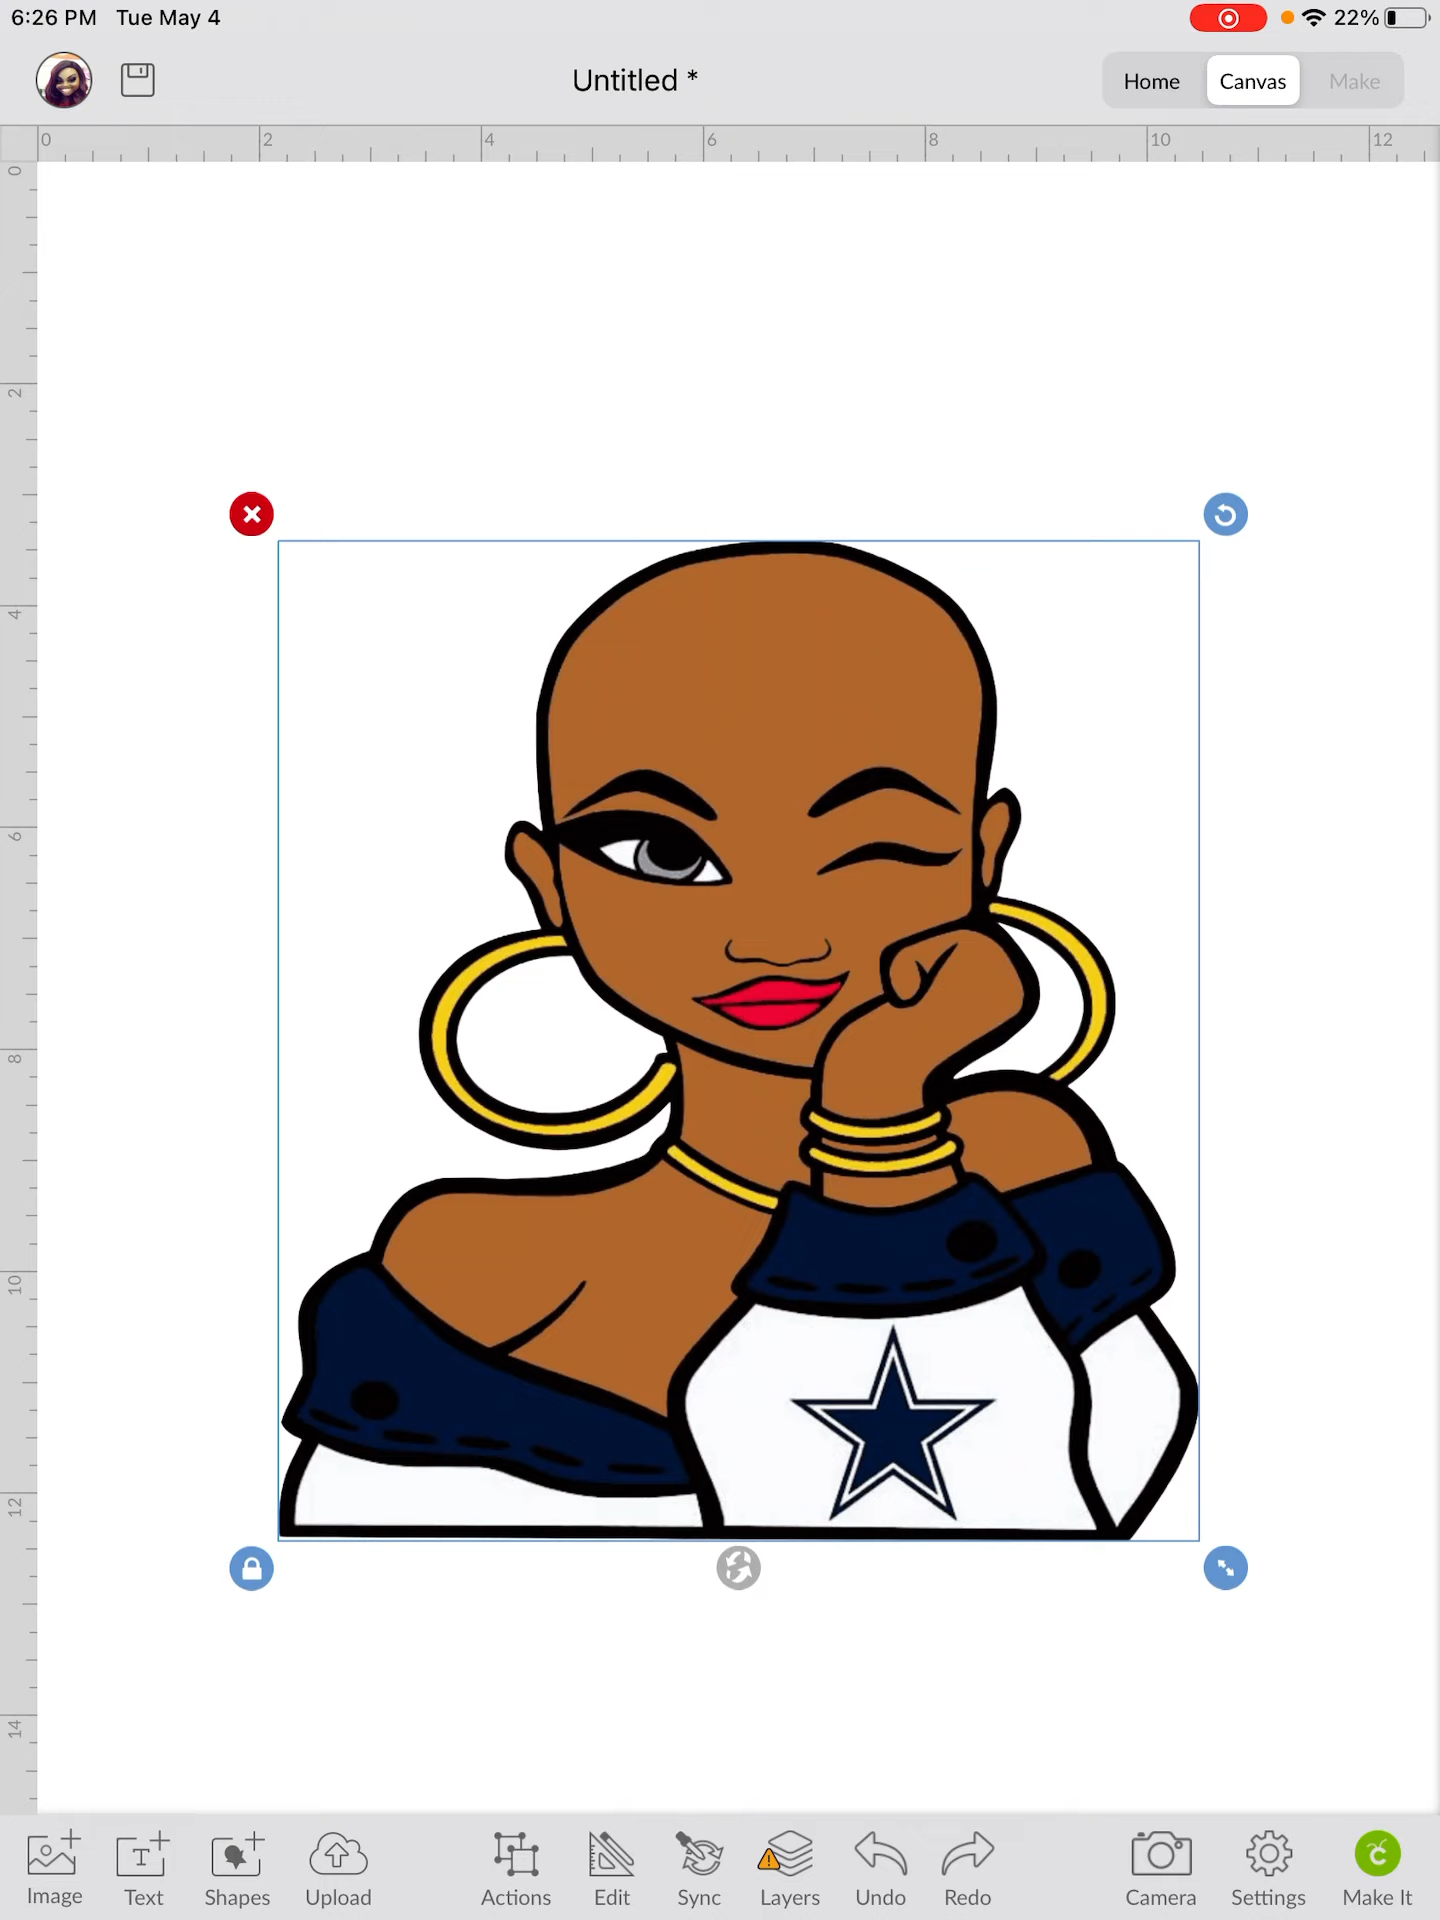 6:26 PM Tue May 4 22%
Untitled *
Home Canvas Make
0 2 4 6 8 10 12
0
2
4
6
8
10
12
14
Image Text Shapes Upload Actions Edit Sync Layers Undo Redo Camera Settings Make It